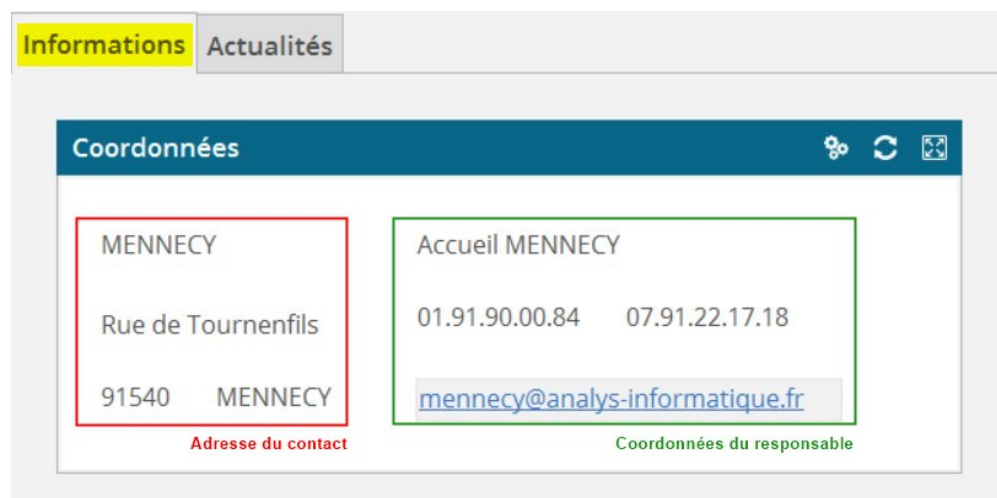 Informations Actualités
Coordonnées
MENNECY
Rue de Tournenfils
91540 MENNECY
Adresse du contact
Accueil MENNECY
01.91.90.00.84 07.91.22.17.18
mennecy@analys-informatique.fr
Coordonnées du responsable